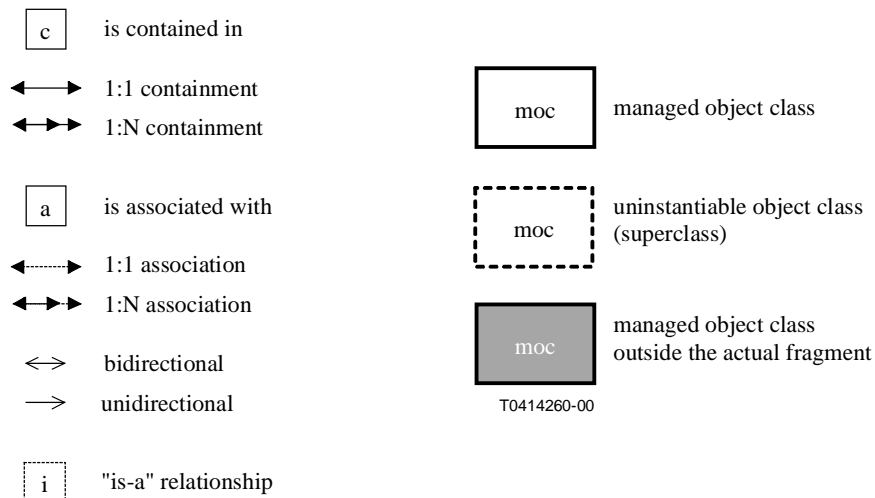 c is contained in
1:1 containment
1:N containment
a is associated with
1:1 association
1:N association
bidirectional
unidirectional
i "is-a" relationship
moc managed object class
moc uninstantiable object class
(superclass)
moc managed object class
outside the actual fragment
T0414260-00